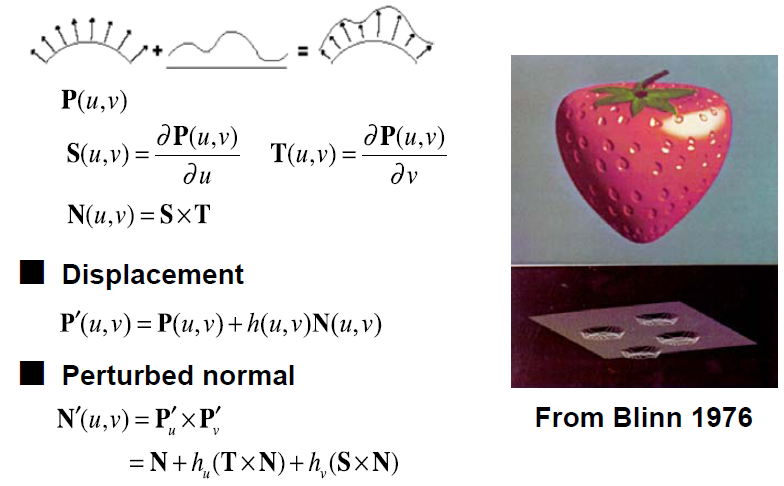 + =
P(u,v)
S(u,v) = ∂P(u,v)/∂u T(u,v) = ∂P(u,v)/∂v
N(u,v) = S×T
■ Displacement
P′(u,v) = P(u,v) + h(u,v)N(u,v)
■ Perturbed normal
N′(u,v) = P′ᵤ × P′ᵥ
= N + hᵤ(T×N) + hᵥ(S×N)
From Blinn 1976